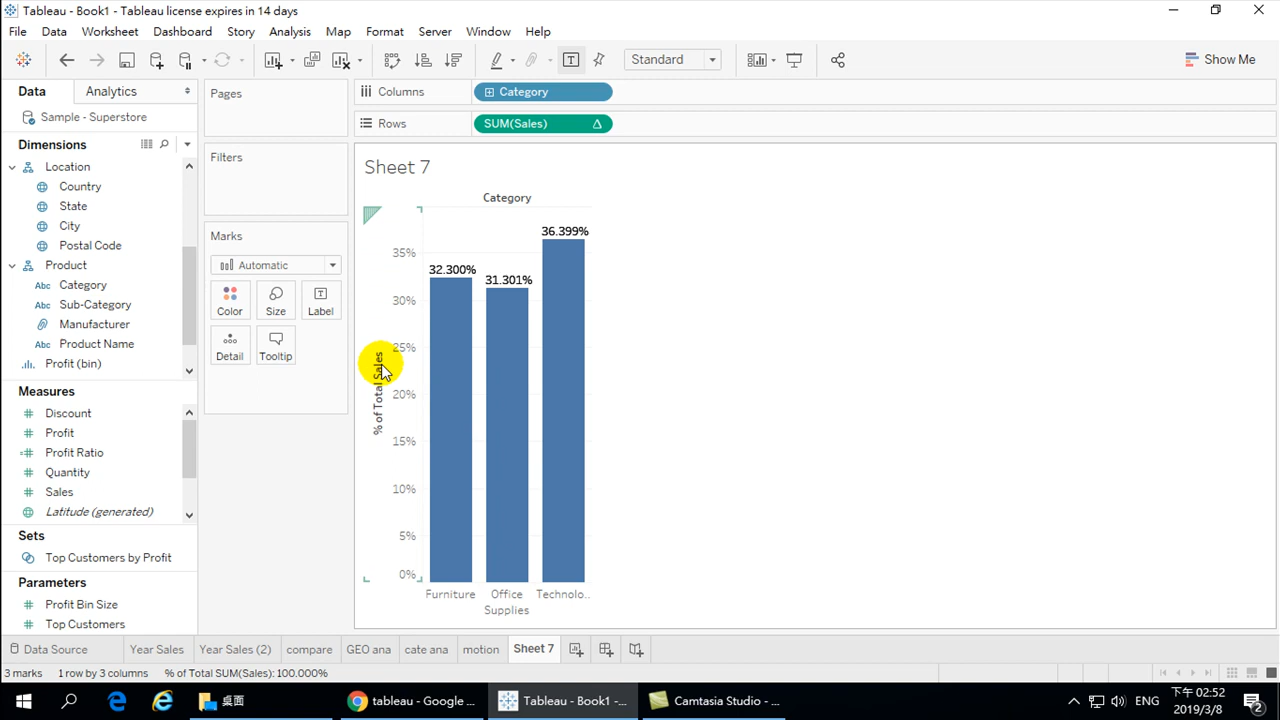 Tableau - Book1 - Tableau license expires in 14 days
File Data Worksheet Dashboard Story Analysis Map Format Server Window Help
Standard
Show Me
Data Analytics
Pages
Columns Category
Sample - Superstore
Rows SUM(Sales)
Dimensions
Filters
Location
Sheet 7
Country
State
City
Postal Code
Product
Category
Sub-Category
Manufacturer
Product Name
Profit (bin)
Abc
Abc
Abc
Marks
Automatic
Color Size Label
Detail Tooltip
Category
36.399%
32.300%
31.301%
35%
30%
25%
20%
15%
10%
5%
0%
% of Total Sales
Furniture Office Supplies Technolo..
Measures
Discount
Profit
Profit Ratio
Quantity
Sales
Latitude (generated)
Sets
Top Customers by Profit
Parameters
Profit Bin Size
Top Customers
Data Source Year Sales Year Sales (2) compare GEO ana cate ana motion Sheet 7
3 marks 1 row by 3 columns % of Total SUM(Sales): 100.000%
桌面 tableau - Google ... Tableau - Book1 -... Camtasia Studio - ... ENG 下午 02:52
2019/3/8
2